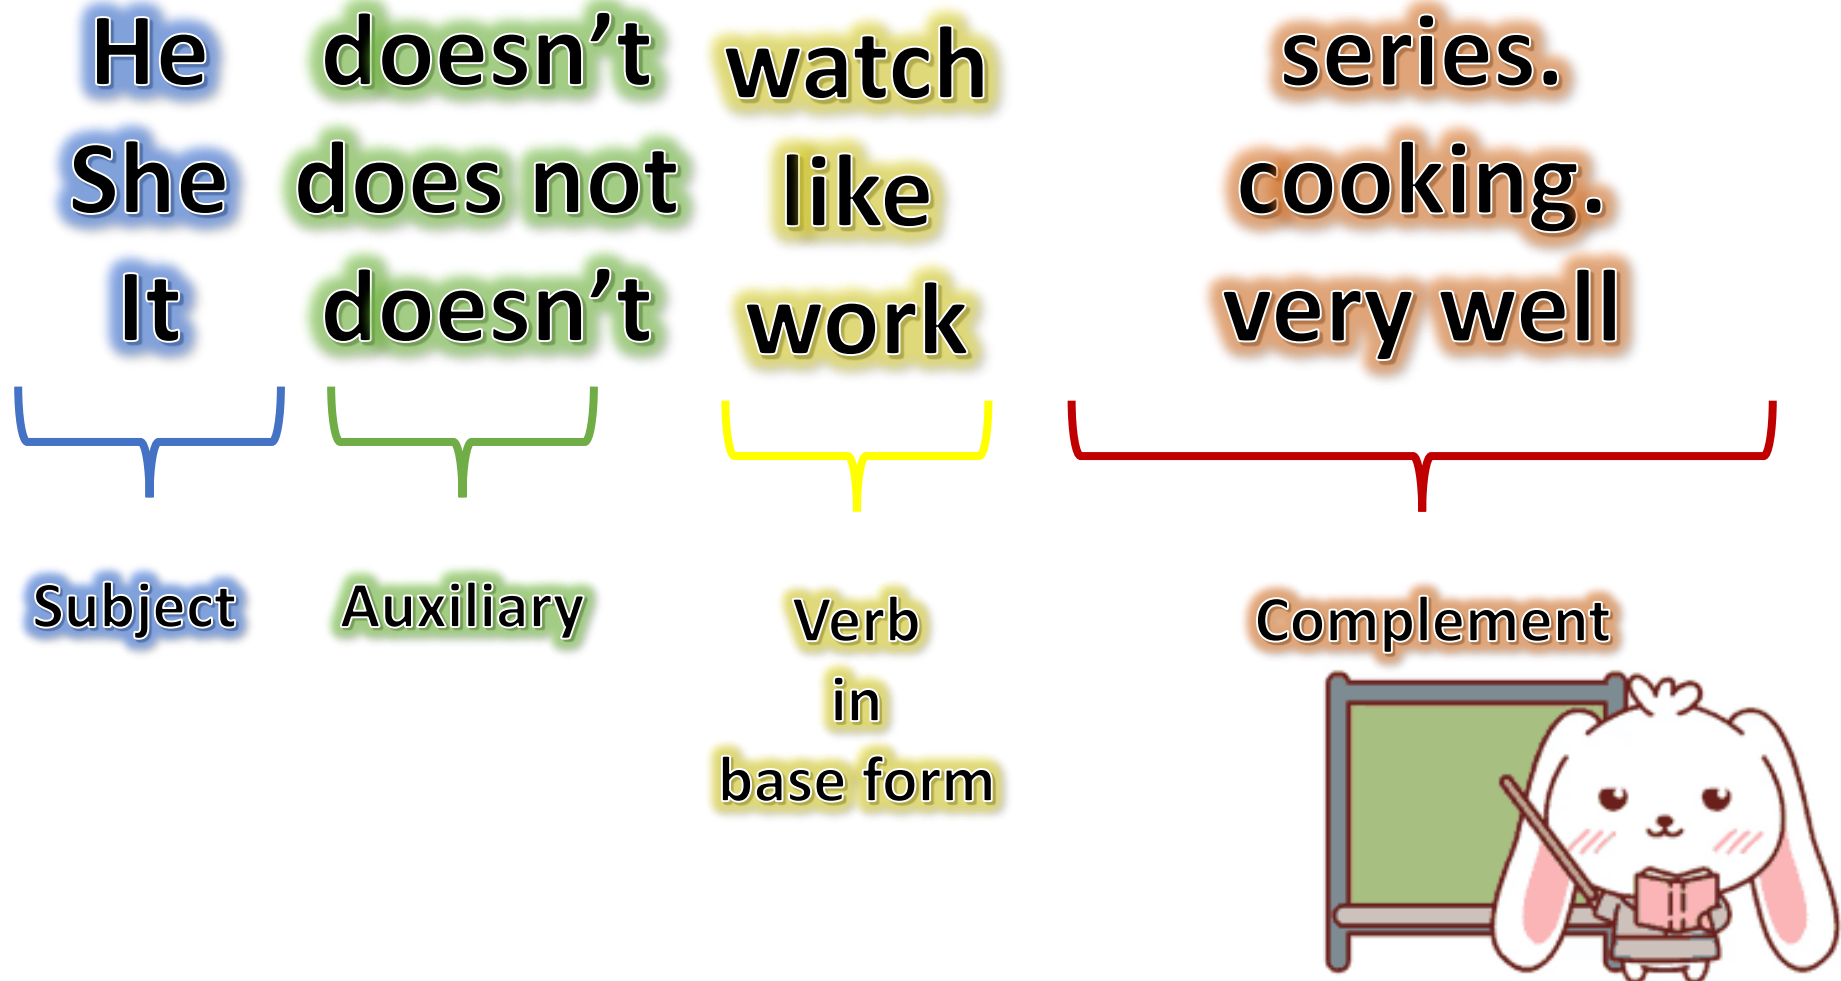 He doesn’t watch series.
She does not like cooking.
It doesn’t work very well
Subject Auxiliary Verb Complement
in
base form